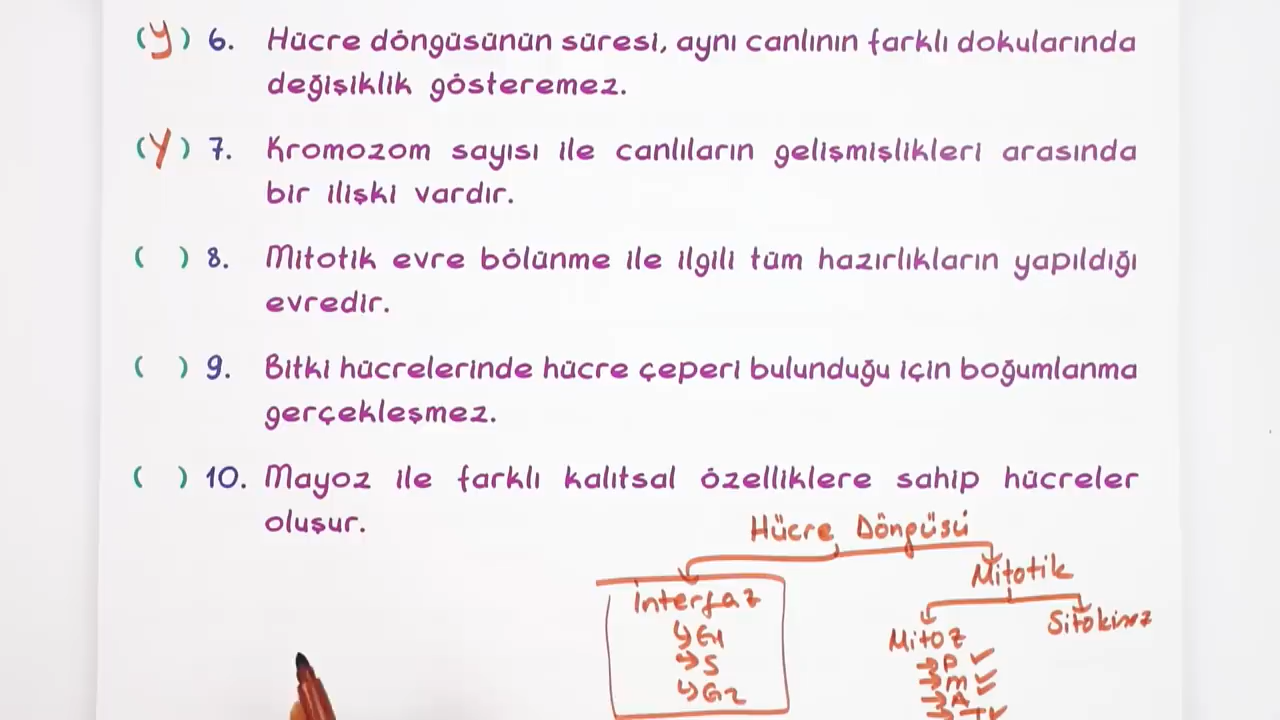 (Y) 6. Hücre döngüsünün süresi, aynı canlının farklı dokularında
değişiklik gösteremez.
(Y) 7. Kromozom sayısı ile canlıların gelişmişlikleri arasında
bir ilişki vardır.
( ) 8. Mitotik evre bölünme ile ilgili tüm hazırlıkların yapıldığı
evredir.
( ) 9. Bitki hücrelerinde hücre çeperi bulunduğu için boğumlanma
gerçekleşmez.
( ) 10. Mayoz ile farklı kalıtsal özelliklere sahip hücreler
oluşur.
Hücre Döngüsü
İnterfaz
G1
S
G2
Mitotik
Mitoz
P
M
A
T
Sitokinez